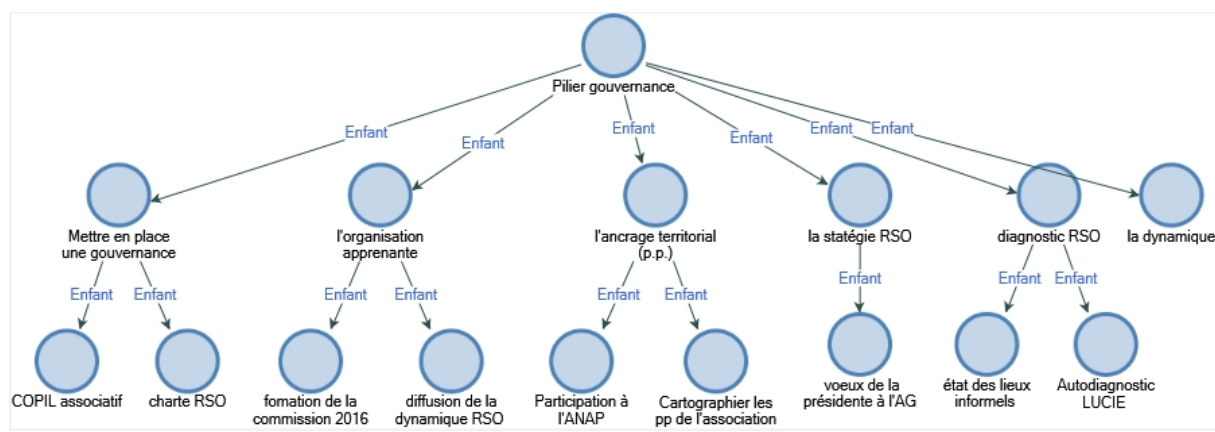 Pilier gouvernance
Enfant
Enfant
Enfant
Enfant
Enfant
Enfant
Mettre en place
une gouvernance
l'organisation
apprenante
l'ancrage territorial
(p.p.)
la statégie RSO
diagnostic RSO
la dynamique
Enfant
Enfant
Enfant
Enfant
Enfant
Enfant
Enfant
Enfant
Enfant
COPIL associatif
charte RSO
fomation de la
commission 2016
diffusion de la
dynamique RSO
Participation à
l'ANAP
Cartographier les
pp de l'association
voeux de la
présidente à l'AG
état des lieux
informels
Autodiagnostic
LUCIE